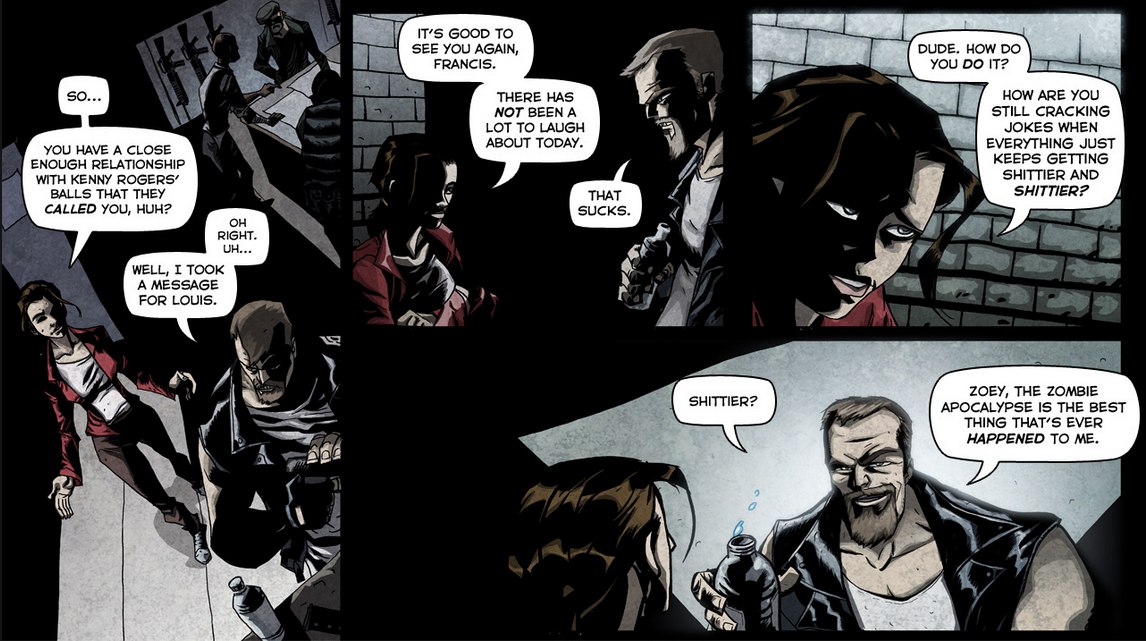 SO...
YOU HAVE A CLOSE
ENOUGH RELATIONSHIP
WITH KENNY ROGERS'
BALLS THAT THEY
CALLED YOU, HUH?
OH
RIGHT.
UH...
WELL, I TOOK
A MESSAGE
FOR LOUIS.
IT'S GOOD TO
SEE YOU AGAIN,
FRANCIS.
THERE HAS
NOT BEEN A
LOT TO LAUGH
ABOUT TODAY.
THAT
SUCKS.
DUDE. HOW DO
YOU DO IT?
HOW ARE YOU
STILL CRACKING
JOKES WHEN
EVERYTHING JUST
KEEPS GETTING
SHITTIER AND
SHITTIER?
SHITTIER?
ZOEY, THE ZOMBIE
APOCALYPSE IS THE BEST
THING THAT'S EVER
HAPPENED TO ME.